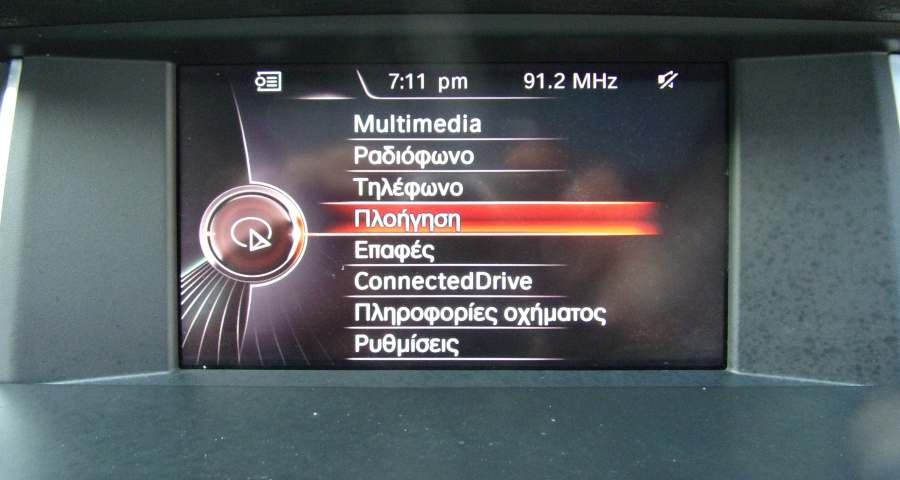 7:11 pm 91.2 MHz
Multimedia
Ραδιόφωνο
Τηλέφωνο
Πλοήγηση
Επαφές
ConnectedDrive
Πληροφορίες οχήματος
Ρυθμίσεις